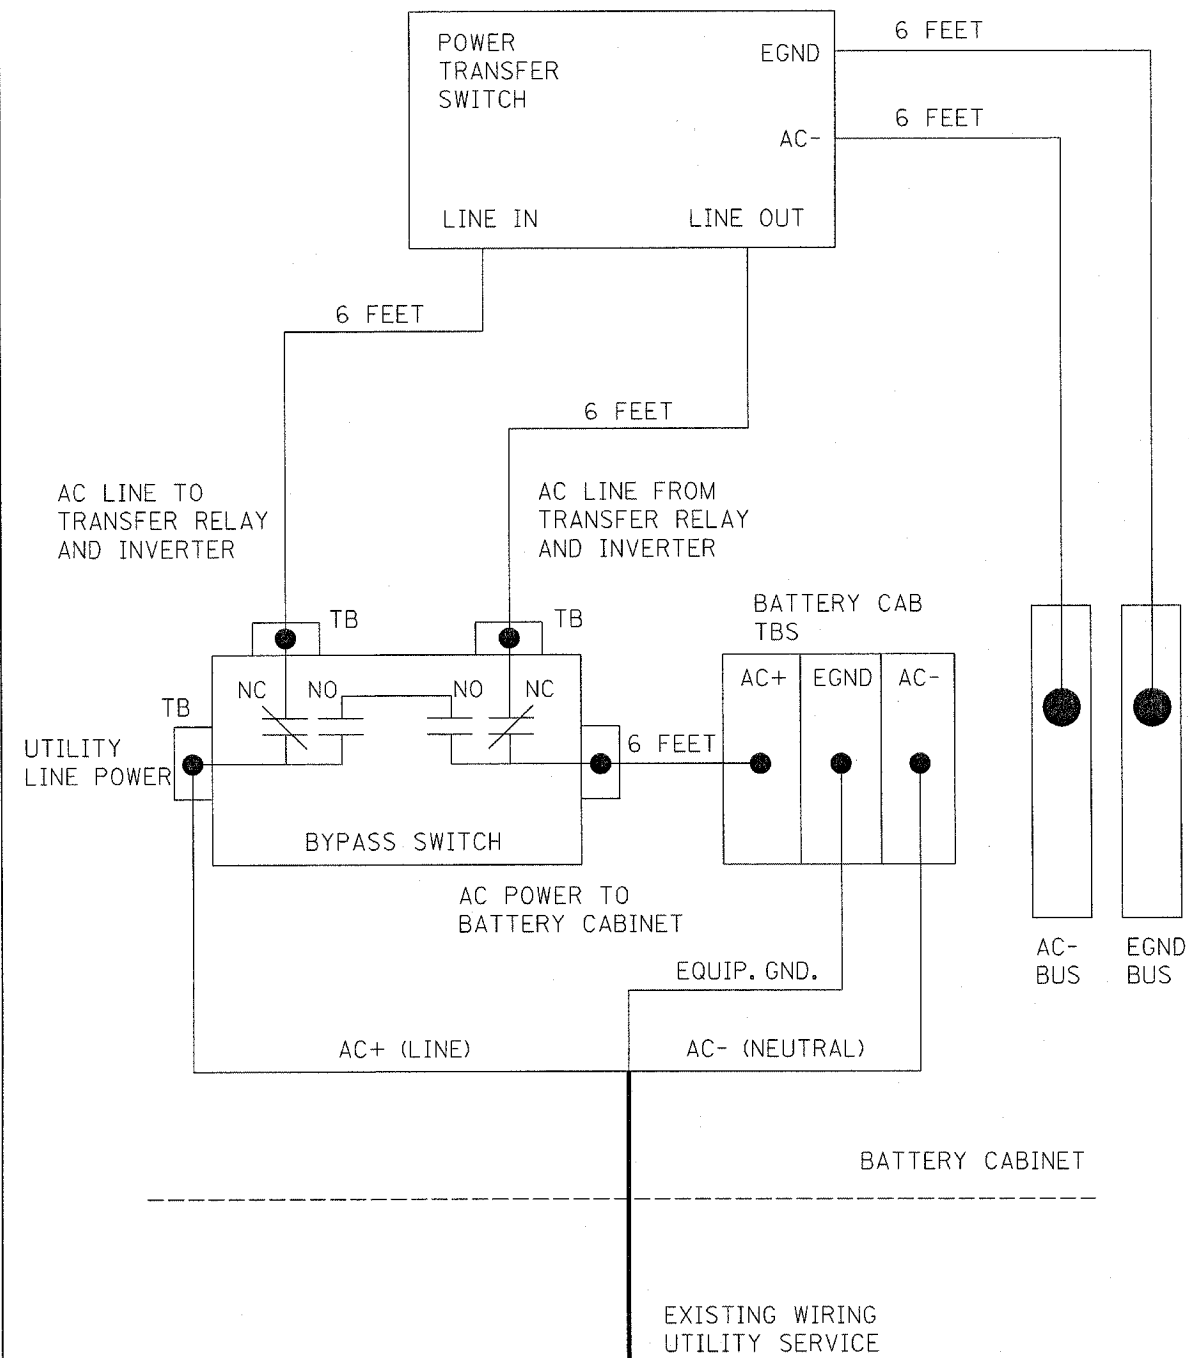 6 FEET
POWER
TRANSFER
SWITCH
EGND
6 FEET
AC-
LINE IN
LINE OUT
6 FEET
6 FEET
AC LINE TO
TRANSFER RELAY
AND INVERTER
AC LINE FROM
TRANSFER RELAY
AND INVERTER
BATTERY CAB
TBS
TB
TB
AC+
EGND
AC-
NC
NO
NO
NC
TB
UTILITY
LINE POWER
6 FEET
BYPASS SWITCH
AC POWER TO
BATTERY CABINET
AC-
BUS
EGND
BUS
EQUIP. GND.
AC+ (LINE)
AC- (NEUTRAL)
BATTERY CABINET
EXISTING WIRING
UTILITY SERVICE